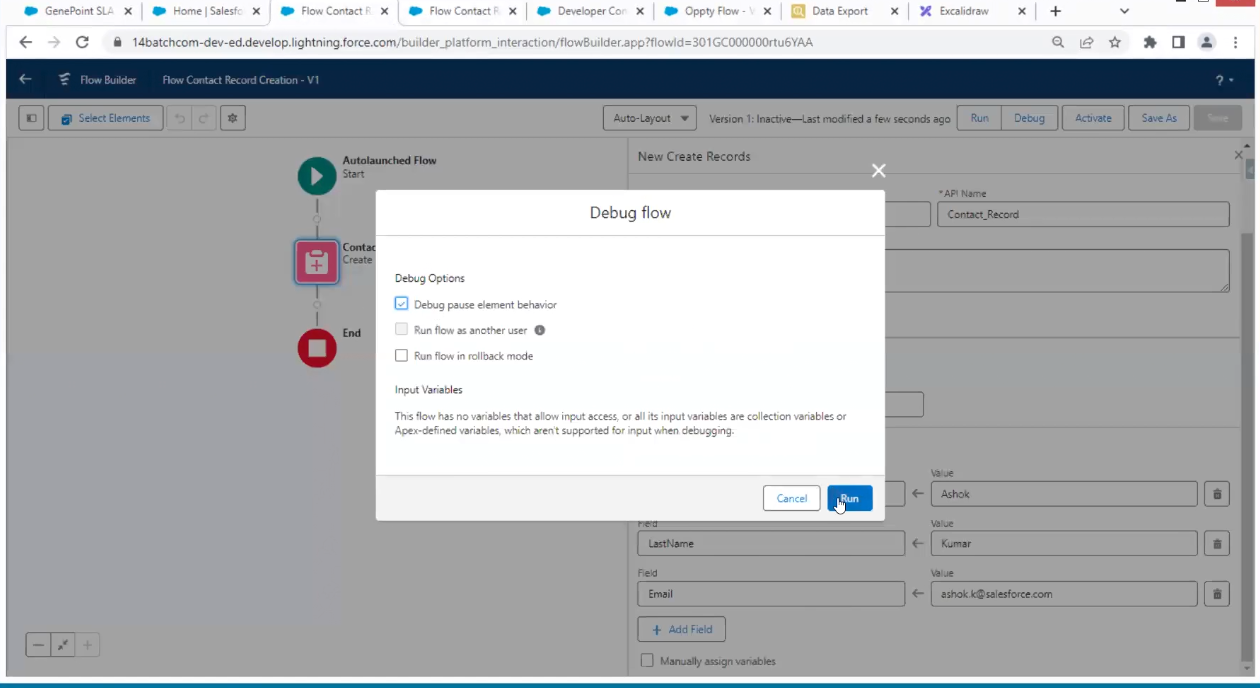 GenePoint SLA
Home | Salesfo
Flow Contact R
Flow Contact R
Developer Con
Oppty Flow - V
Data Export
Excalidraw
14batchcom-dev-ed.develop.lightning.force.com/builder_platform_interaction/flowBuilder.app?flowId=301GC000000rtu6YAA
Flow Builder
Flow Contact Record Creation - V1
?
Select Elements
Auto-Layout
Version 1: Inactive—Last modified a few seconds ago
Run
Debug
Activate
Save As
Save
Autolaunched Flow
Start
Contac
Create
End
New Create Records
*API Name
Contact_Record
Debug flow
Debug Options
Debug pause element behavior
Run flow as another user
Run flow in rollback mode
Input Variables
This flow has no variables that allow input access, or all its input variables are collection variables or
Apex-defined variables, which aren't supported for input when debugging.
Cancel
Run
Value
Ashok
Field
Value
LastName
Kumar
Field
Value
Email
ashok.k@salesforce.com
+ Add Field
Manually assign variables